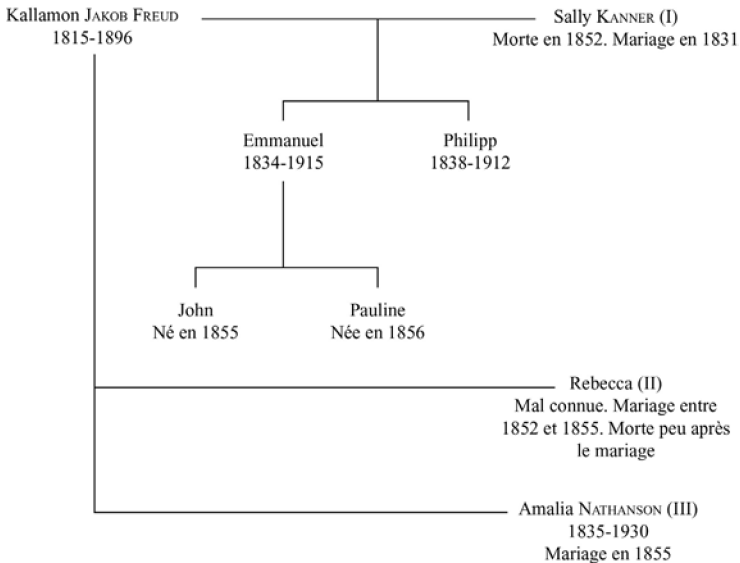 Kallamon JAKOB FREUD
1815-1896
Sally KANNER (I)
Morte en 1852. Mariage en 1831
Emmanuel
1834-1915
Philipp
1838-1912
John
Né en 1855
Pauline
Née en 1856
Rebecca (II)
Mal connue. Mariage entre
1852 et 1855. Morte peu après
le mariage
Amalia NATHANSON (III)
1835-1930
Mariage en 1855